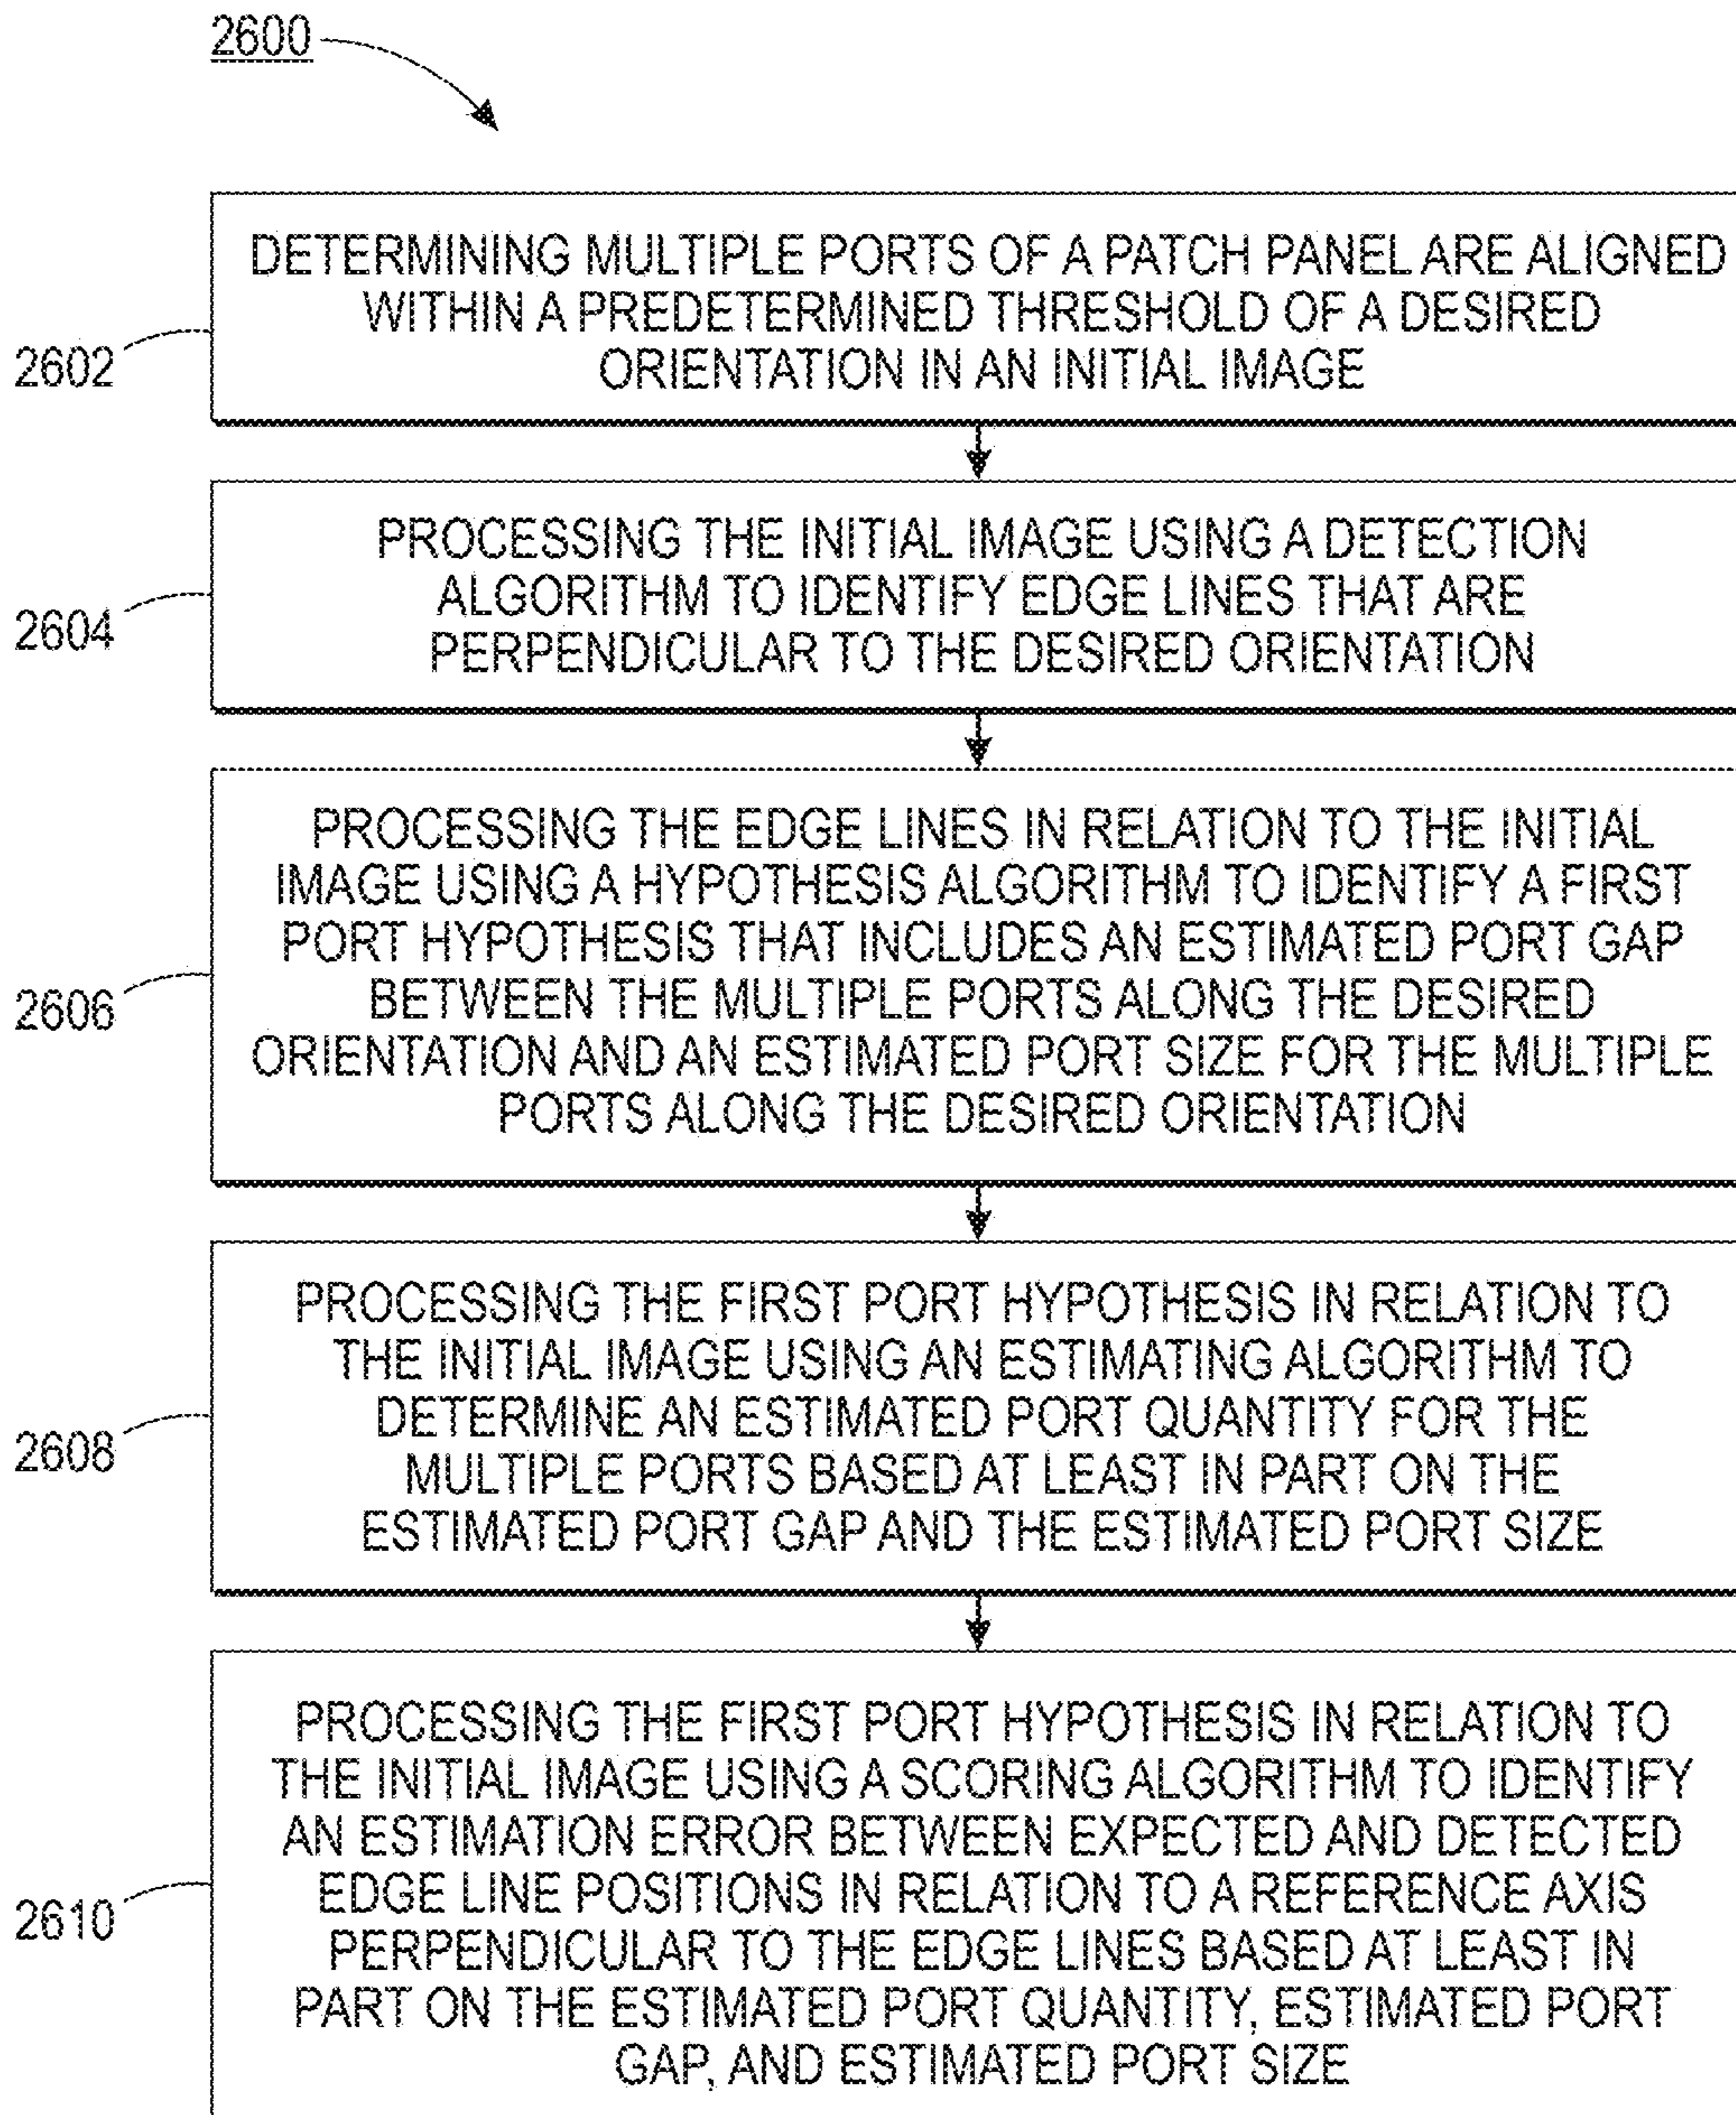 2600
DETERMINING MULTIPLE PORTS OF A PATCH PANEL ARE ALIGNED
WITHIN A PREDETERMINED THRESHOLD OF A DESIRED
ORIENTATION IN AN INITIAL IMAGE
2602
PROCESSING THE INITIAL IMAGE USING A DETECTION
ALGORITHM TO IDENTIFY EDGE LINES THAT ARE
PERPENDICULAR TO THE DESIRED ORIENTATION
2604
PROCESSING THE EDGE LINES IN RELATION TO THE INITIAL
IMAGE USING A HYPOTHESIS ALGORITHM TO IDENTIFY A FIRST
PORT HYPOTHESIS THAT INCLUDES AN ESTIMATED PORT GAP
BETWEEN THE MULTIPLE PORTS ALONG THE DESIRED
ORIENTATION AND AN ESTIMATED PORT SIZE FOR THE MULTIPLE
PORTS ALONG THE DESIRED ORIENTATION
2606
PROCESSING THE FIRST PORT HYPOTHESIS IN RELATION TO
THE INITIAL IMAGE USING AN ESTIMATING ALGORITHM TO
DETERMINE AN ESTIMATED PORT QUANTITY FOR THE
MULTIPLE PORTS BASED AT LEAST IN PART ON THE
ESTIMATED PORT GAP AND THE ESTIMATED PORT SIZE
2608
PROCESSING THE FIRST PORT HYPOTHESIS IN RELATION TO
THE INITIAL IMAGE USING A SCORING ALGORITHM TO IDENTIFY
AN ESTIMATION ERROR BETWEEN EXPECTED AND DETECTED
EDGE LINE POSITIONS IN RELATION TO A REFERENCE AXIS
PERPENDICULAR TO THE EDGE LINES BASED AT LEAST IN
PART ON THE ESTIMATED PORT QUANTITY, ESTIMATED PORT
GAP, AND ESTIMATED PORT SIZE
2610